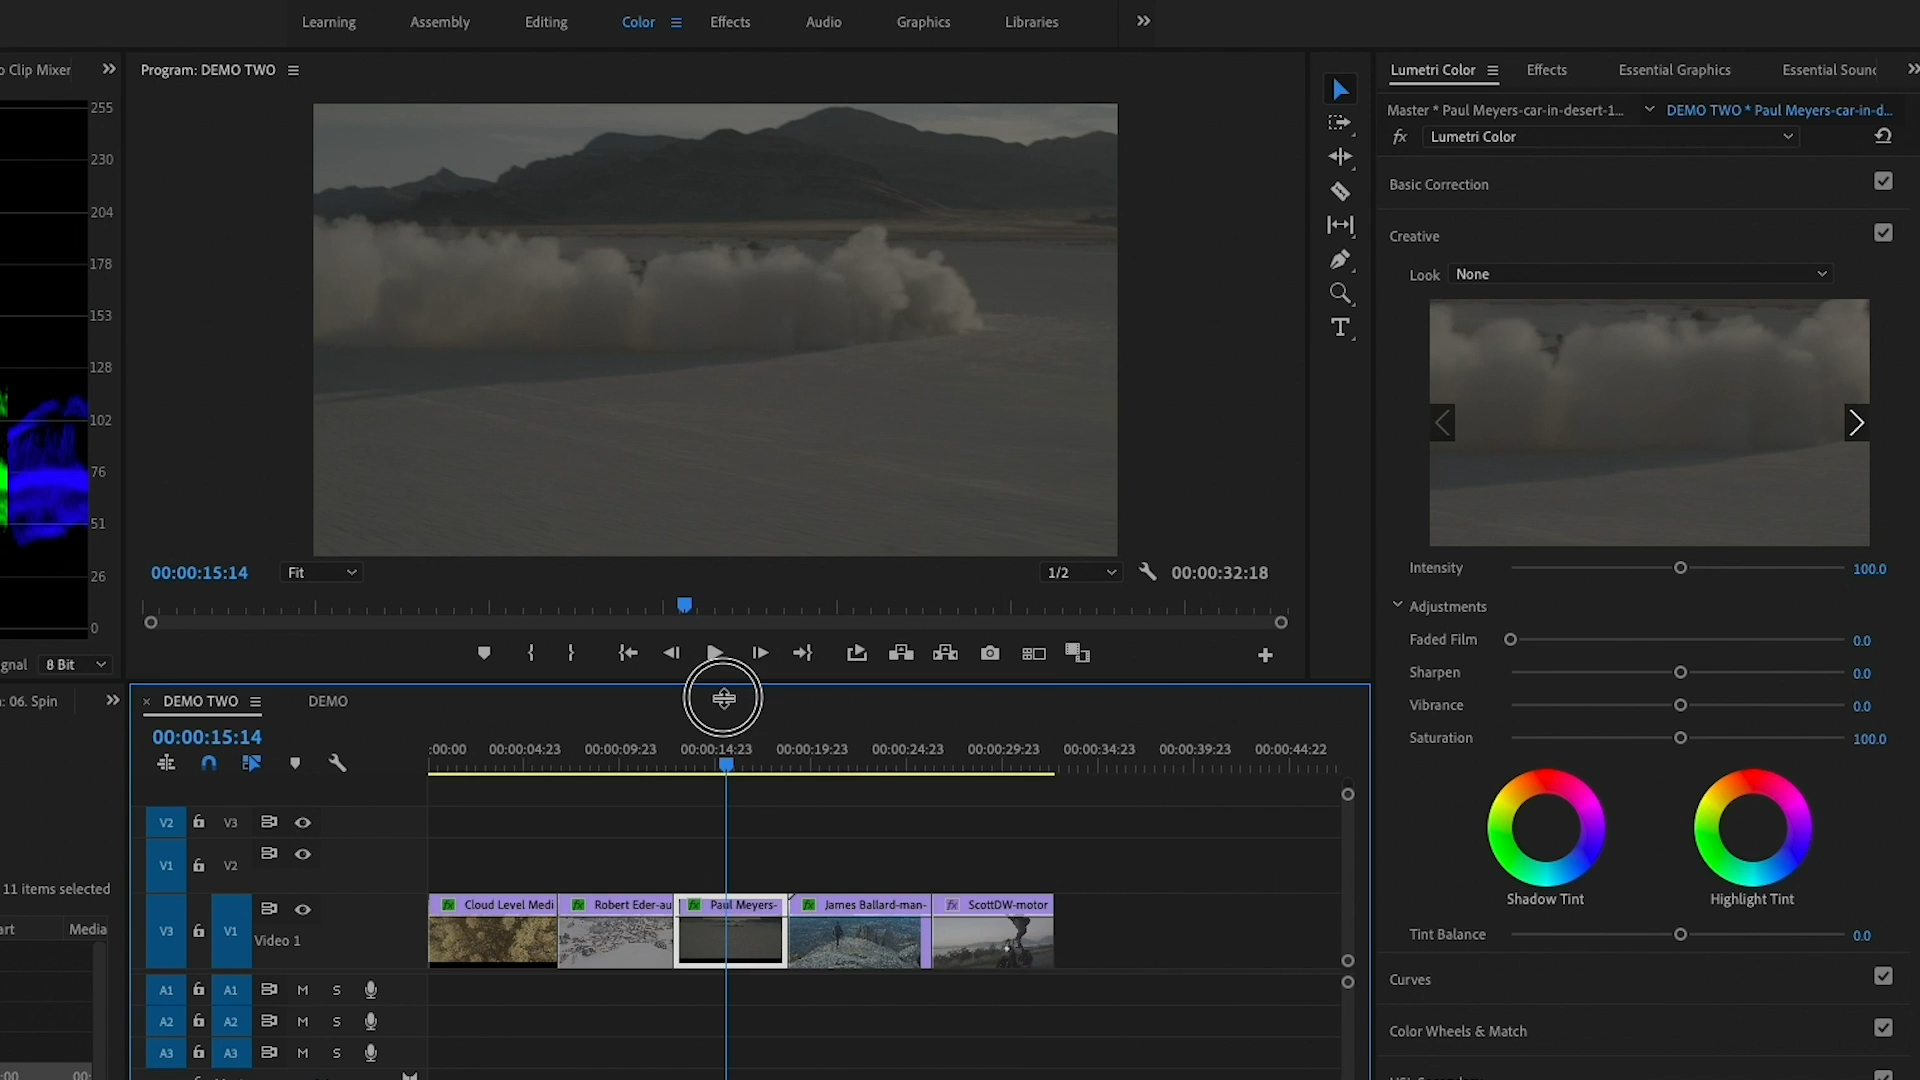 Learning Assembly Editing Color Effects Audio Graphics Libraries
o Clip Mixer
Program: DEMO TWO
Lumetri Color Effects Essential Graphics Essential Sound
Master * Paul Meyers-car-in-desert-1... DEMO TWO * Paul Meyers-car-in-d...
fx Lumetri Color
Basic Correction
Creative
Look None
255
230
204
178
153
128
102
76
51
26
0
gnal 8 Bit
00:00:15:14 Fit 1/2 00:00:32:18
Intensity 100.0
Adjustments
Faded Film 0.0
Sharpen 0.0
Vibrance 0.0
Saturation 100.0
Shadow Tint Highlight Tint
Tint Balance 0.0
Curves
Color Wheels & Match
: 06. Spin
11 items selected
art Media
:00 00:
× DEMO TWO DEMO
00:00:15:14
:00:00 00:00:04:23 00:00:09:23 00:00:14:23 00:00:19:23 00:00:24:23 00:00:29:23 00:00:34:23 00:00:39:23 00:00:44:22
V2 V3
V1 V2
V3 V1 Video 1
fx Cloud Level Medi fx Robert Eder-au fx Paul Meyers- fx James Ballard-man- fx ScottDW-motor
A1 A1 M S
A2 A2 M S
A3 A3 M S